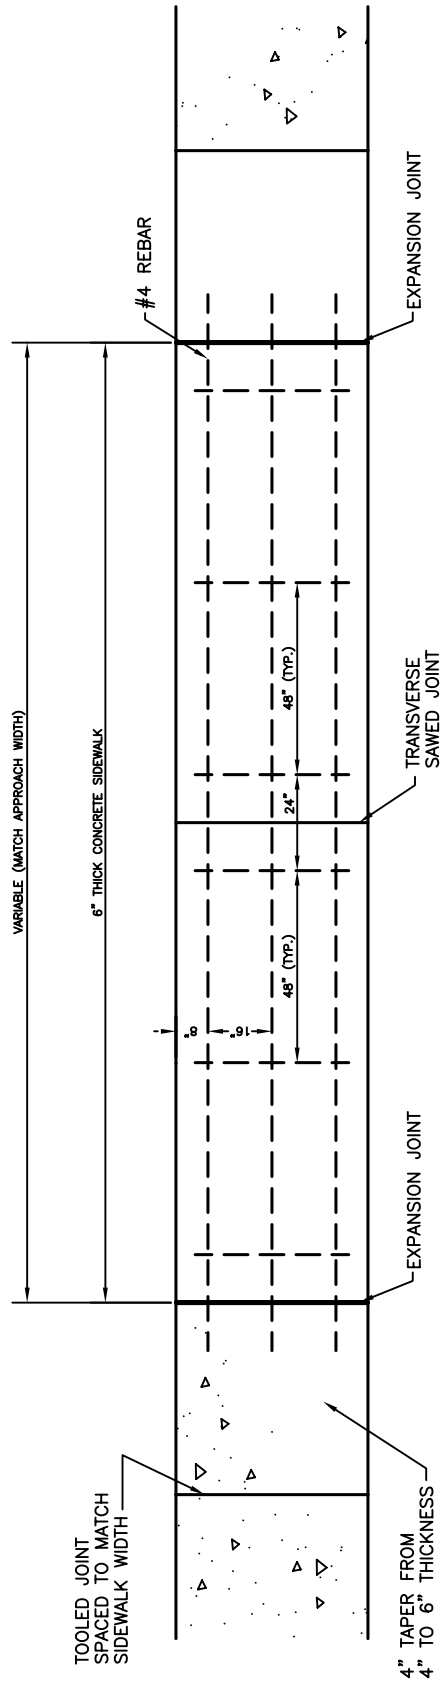 VARIABLE (MATCH APPROACH WIDTH)
6" THICK CONCRETE SIDEWALK
TOOLED JOINT
SPACED TO MATCH
SIDEWALK WIDTH
#4 REBAR
8"
16"
48" (TYP.)
24"
48" (TYP.)
4" TAPER FROM
4" TO 6" THICKNESS
EXPANSION JOINT
TRANSVERSE
SAWED JOINT
EXPANSION JOINT